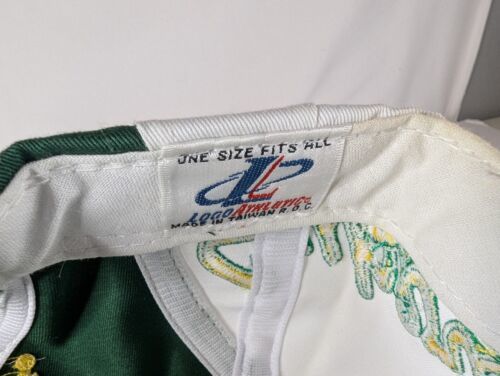 ONE SIZE FITS ALL
LOGO ATHLETIC
MADE IN TAIWAN R.O.C.